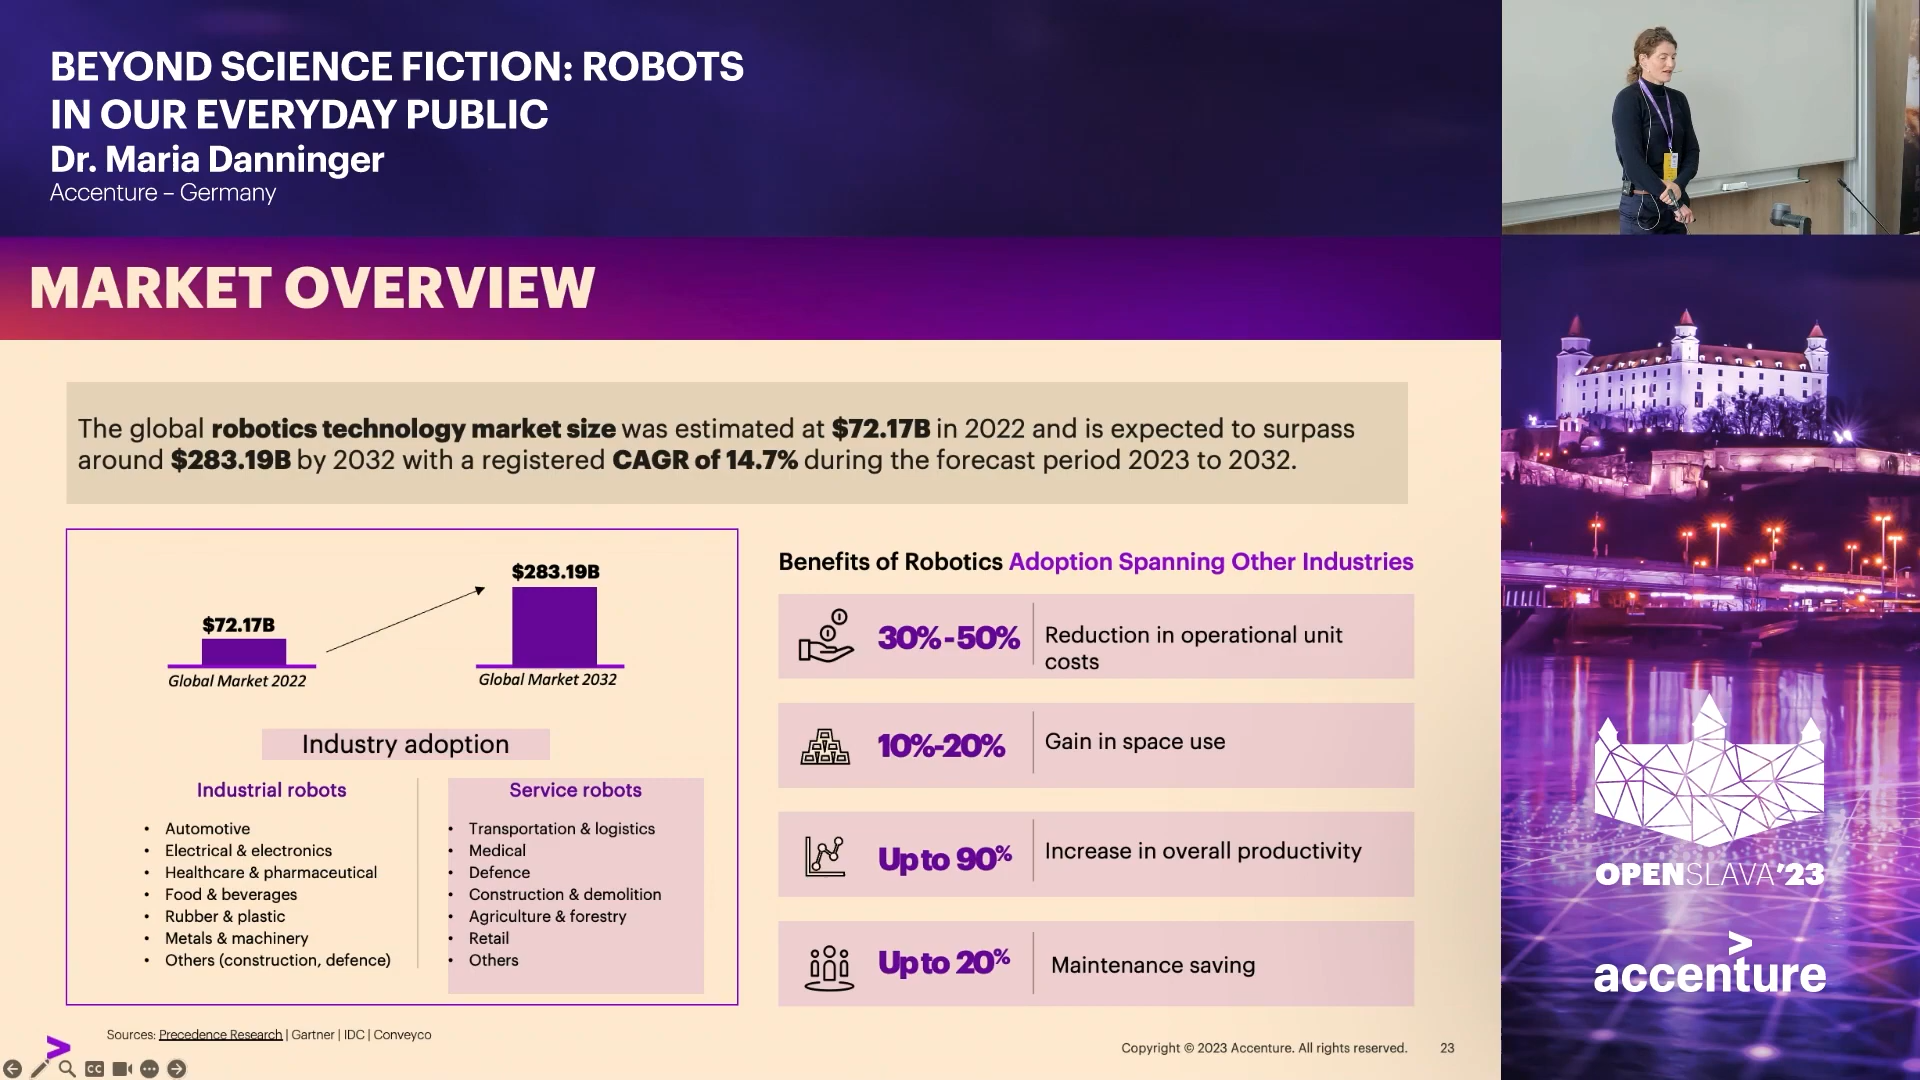 BEYOND SCIENCE FICTION: ROBOTS
IN OUR EVERYDAY PUBLIC
Dr. Maria Danninger
Accenture – Germany
MARKET OVERVIEW
The global robotics technology market size was estimated at $72.17B in 2022 and is expected to surpass
around $283.19B by 2032 with a registered CAGR of 14.7% during the forecast period 2023 to 2032.
$72.17B
Global Market 2022
$283.19B
Global Market 2032
Industry adoption
Industrial robots
• Automotive
• Electrical & electronics
• Healthcare & pharmaceutical
• Food & beverages
• Rubber & plastic
• Metals & machinery
• Others (construction, defence)
Service robots
• Transportation & logistics
• Medical
• Defence
• Construction & demolition
• Agriculture & forestry
• Retail
• Others
Benefits of Robotics Adoption Spanning Other Industries
30%-50%
Reduction in operational unit
costs
10%-20%
Gain in space use
Up to 90%
Increase in overall productivity
Up to 20%
Maintenance saving
Sources: Precedence Research | Gartner | IDC | Conveyco
Copyright © 2023 Accenture. All rights reserved. 23
CC
OPENSLAVA'23
accenture